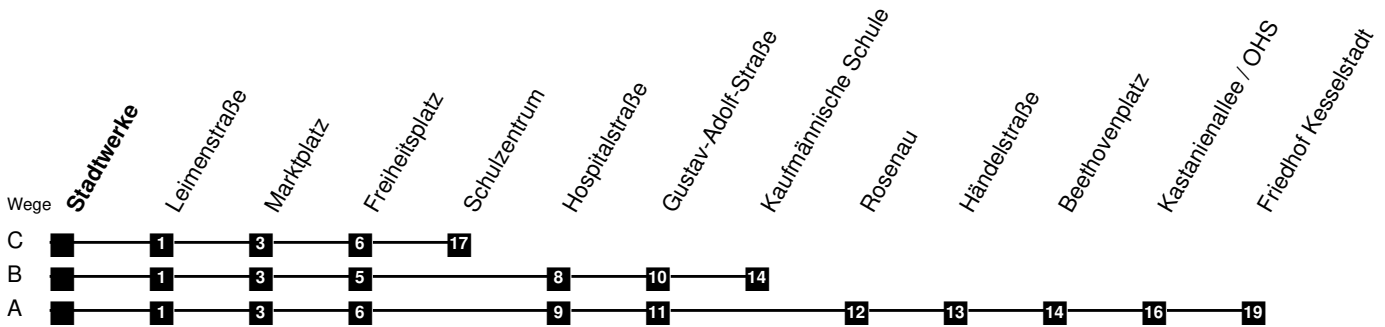 Stadtwerke
Leimenstraße
Marktplatz
Freiheitsplatz
Schulzentrum
Hospitalstraße
Gustav-Adolf-Straße
Kaufmännische Schule
Rosenau
Händelstraße
Beethovenplatz
Kastanienallee / OHS
Friedhof Kesselstadt
Wege
C 1 3 6 17
B 1 3 5 8 10 14
A 1 3 6 9 11 12 13 14 16 19